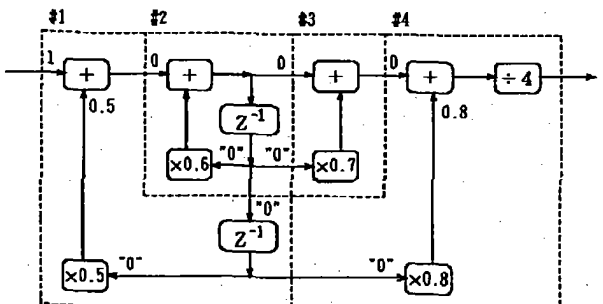 #1 #2 #3 #4
1 + 0 + 0 + 0 + ÷4
0.5 Z⁻¹ 0.8
×0.6 "0" "0" ×0.7
"0"
Z⁻¹
×0.5 "0" "0" ×0.8